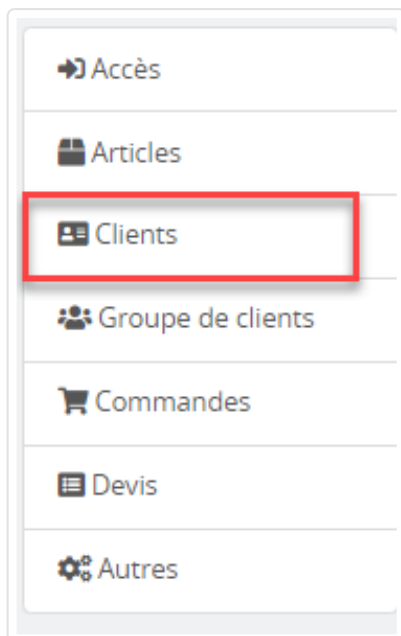 Accès
Articles
Clients
Groupe de clients
Commandes
Devis
Autres